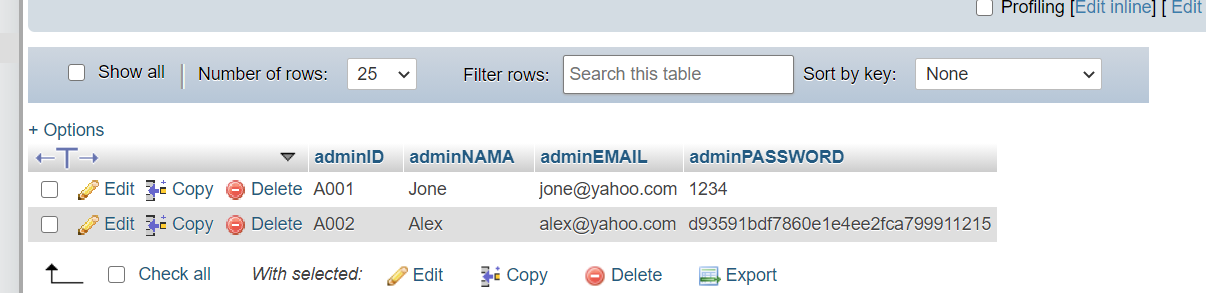 Profiling [Edit inline] [ Edit
Show all Number of rows: 25 Filter rows: Search this table Sort by key: None
+ Options
←T→ adminID adminNAMA adminEMAIL adminPASSWORD
Edit Copy Delete A001 Jone jone@yahoo.com 1234
Edit Copy Delete A002 Alex alex@yahoo.com d93591bdf7860e1e4ee2fca799911215
Check all With selected: Edit Copy Delete Export